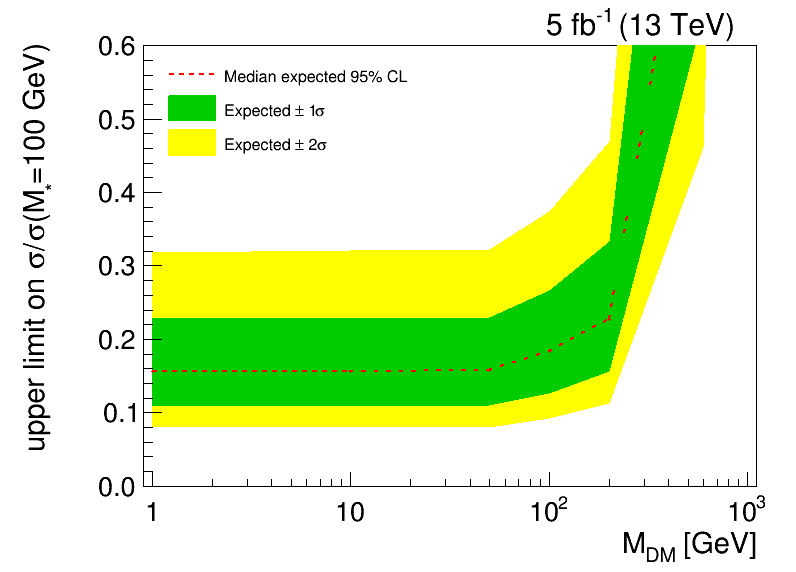 5 fb⁻¹ (13 TeV)
upper limit on σ/σ(M*=100 GeV)
Median expected 95% CL
Expected ± 1σ
Expected ± 2σ
0.6
0.5
0.4
0.3
0.2
0.1
0.0
1 10 10² 10³
M_DM [GeV]